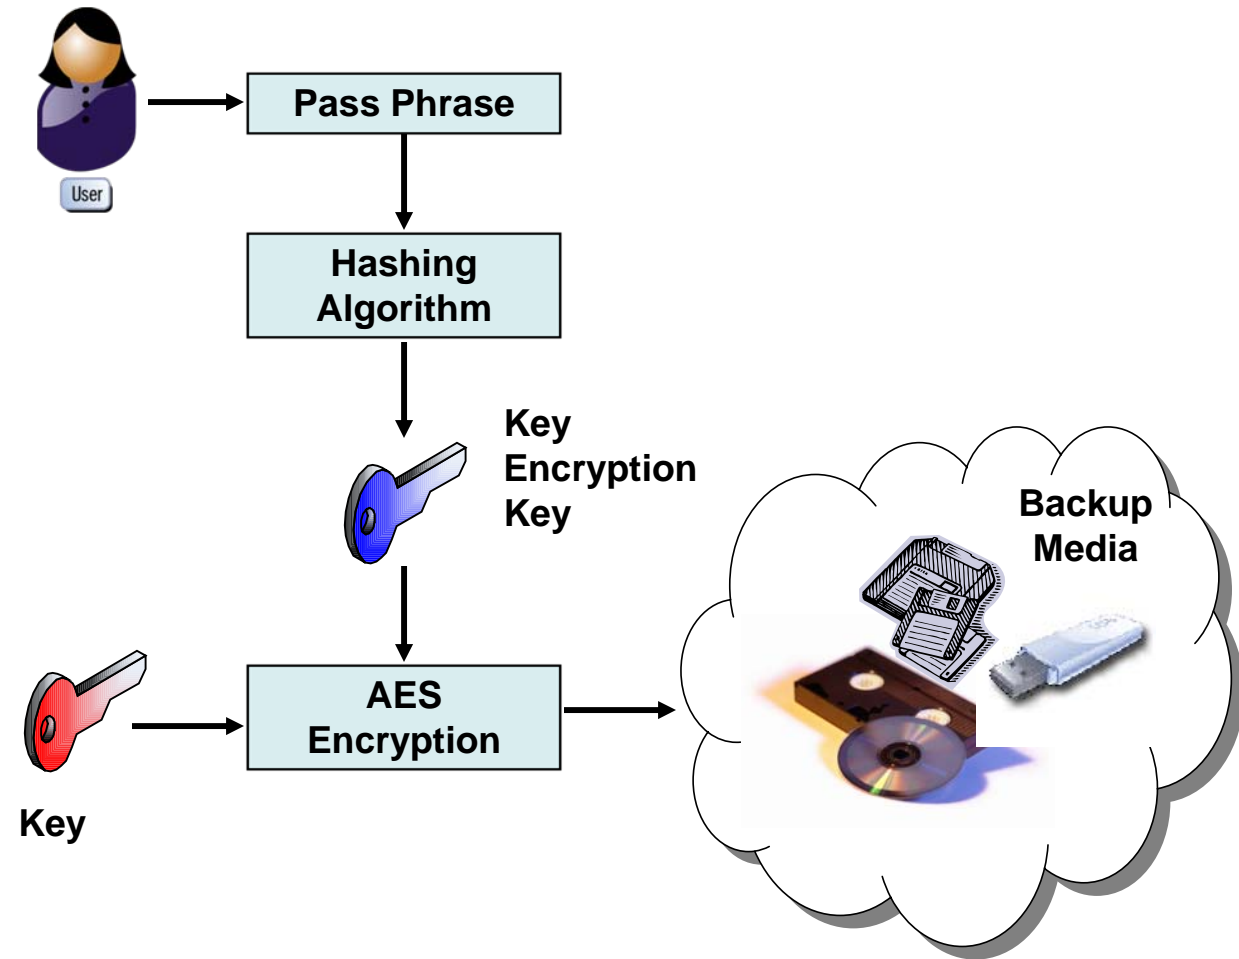 User
Pass Phrase
Hashing
Algorithm
Key
Encryption
Key
Backup
Media
AES
Encryption
Key